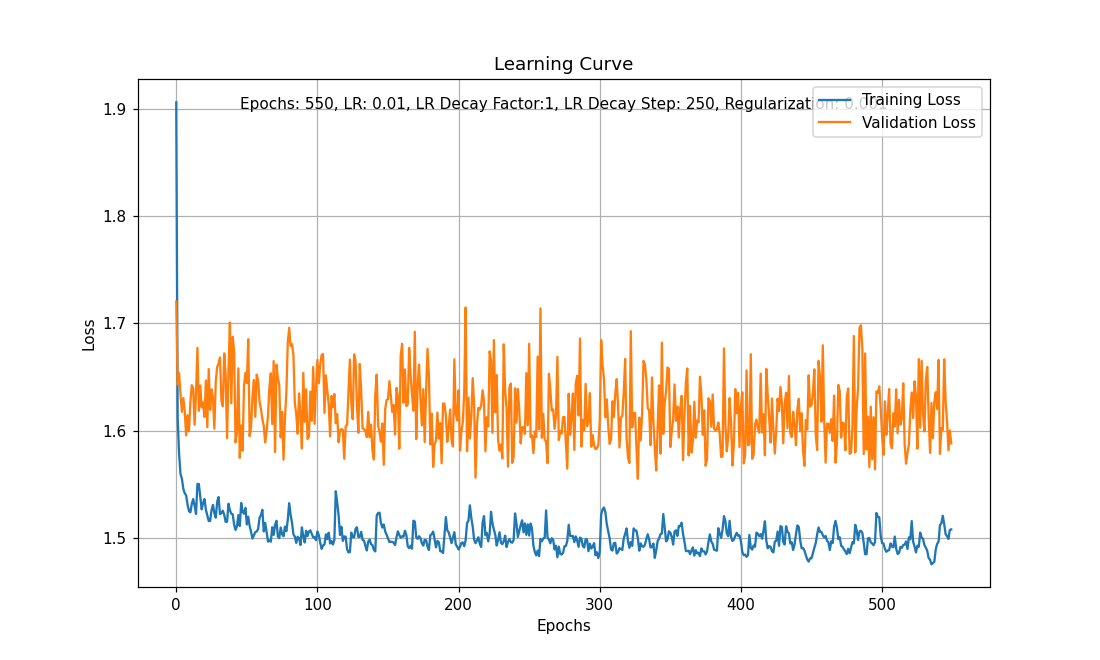 Learning Curve
Epochs: 550, LR: 0.01, LR Decay Factor:1, LR Decay Step: 250, Regularization: 0.001
Training Loss
Validation Loss
1.9
1.8
1.7
1.6
1.5
Loss
0 100 200 300 400 500
Epochs